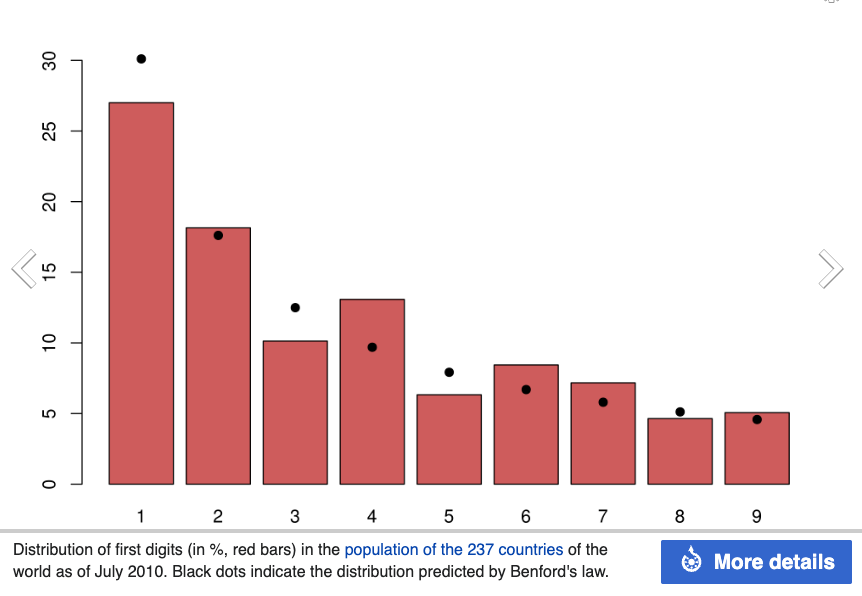 30
25
20
15
10
5
0
1 2 3 4 5 6 7 8 9
Distribution of first digits (in %, red bars) in the population of the 237 countries of the
world as of July 2010. Black dots indicate the distribution predicted by Benford's law.
More details